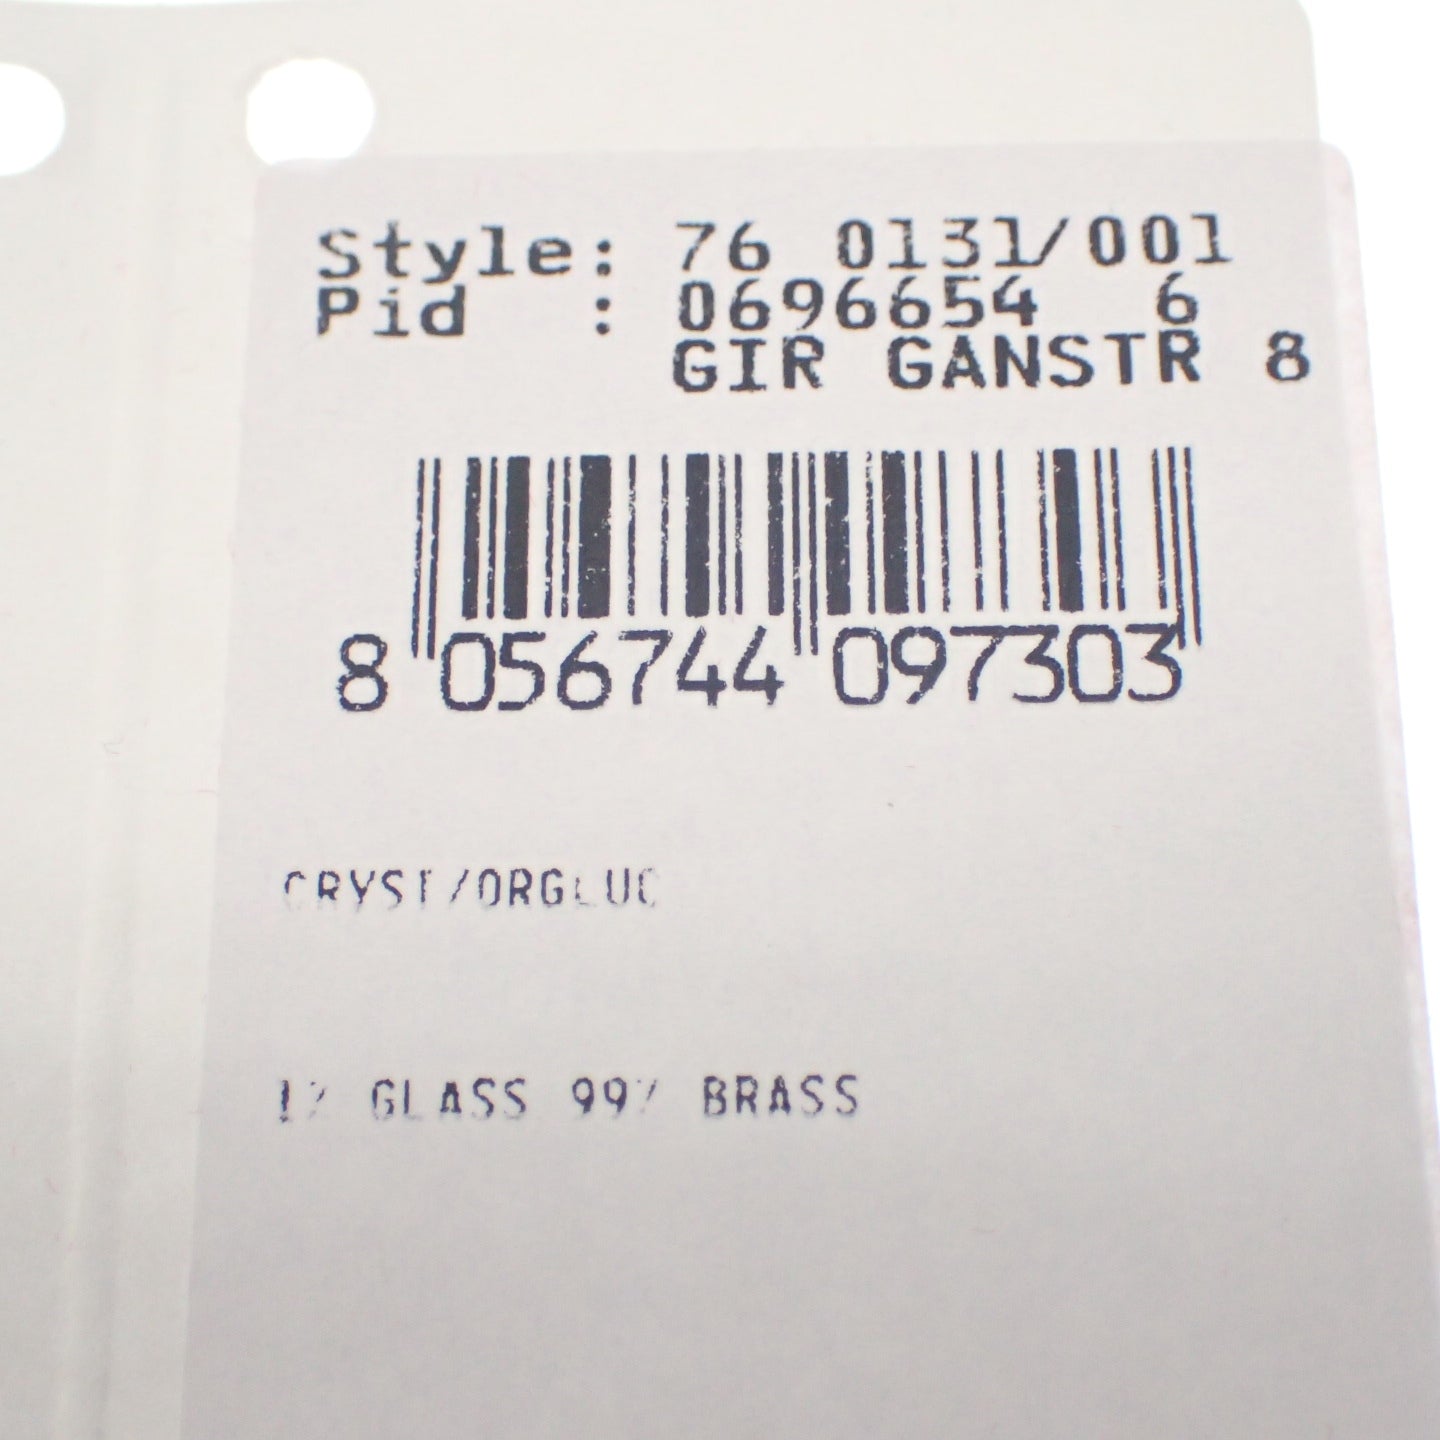 Style: 76 0131/001
Pid : 0696654 6
GIR GANSTR 8
8 056744 097303
CRYST/ORGLUC
1% GLASS 99% BRASS